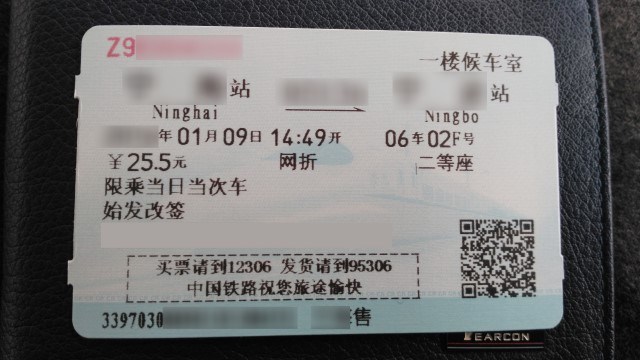 Z9
一楼候车室
站 站
Ninghai Ningbo
年01月09日 14:49开 06车02F号
￥25.5元 网折 二等座
限乘当日当次车
始发改签
买票请到12306 发货请到95306
中国铁路祝您旅途愉快
3397030 售
EARCON